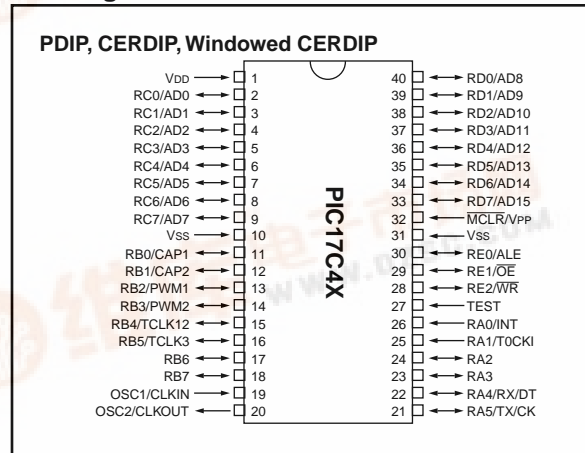 PDIP, CERDIP, Windowed CERDIP
VDD 1 40 RD0/AD8
RC0/AD0 2 39 RD1/AD9
RC1/AD1 3 38 RD2/AD10
RC2/AD2 4 37 RD3/AD11
RC3/AD3 5 36 RD4/AD12
RC4/AD4 6 35 RD5/AD13
RC5/AD5 7 34 RD6/AD14
RC6/AD6 8 33 RD7/AD15
RC7/AD7 9 32 MCLR/VPP
VSS 10 31 VSS
RB0/CAP1 11 30 RE0/ALE
RB1/CAP2 12 29 RE1/OE
RB2/PWM1 13 28 RE2/WR
RB3/PWM2 14 27 TEST
RB4/TCLK12 15 26 RA0/INT
RB5/TCLK3 16 25 RA1/T0CKI
RB6 17 24 RA2
RB7 18 23 RA3
OSC1/CLKIN 19 22 RA4/RX/DT
OSC2/CLKOUT 20 21 RA5/TX/CK
PIC17C4X